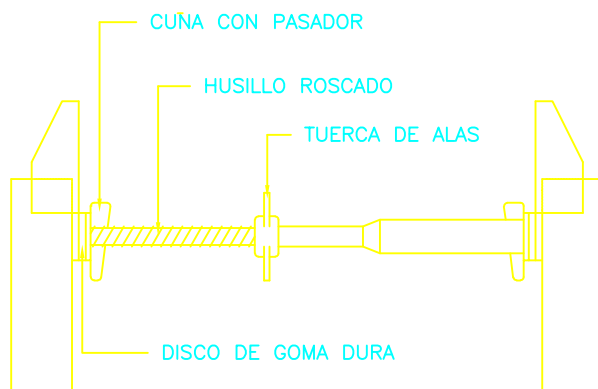 CUÑA CON PASADOR
HUSILLO ROSCADO
TUERCA DE ALAS
DISCO DE GOMA DURA